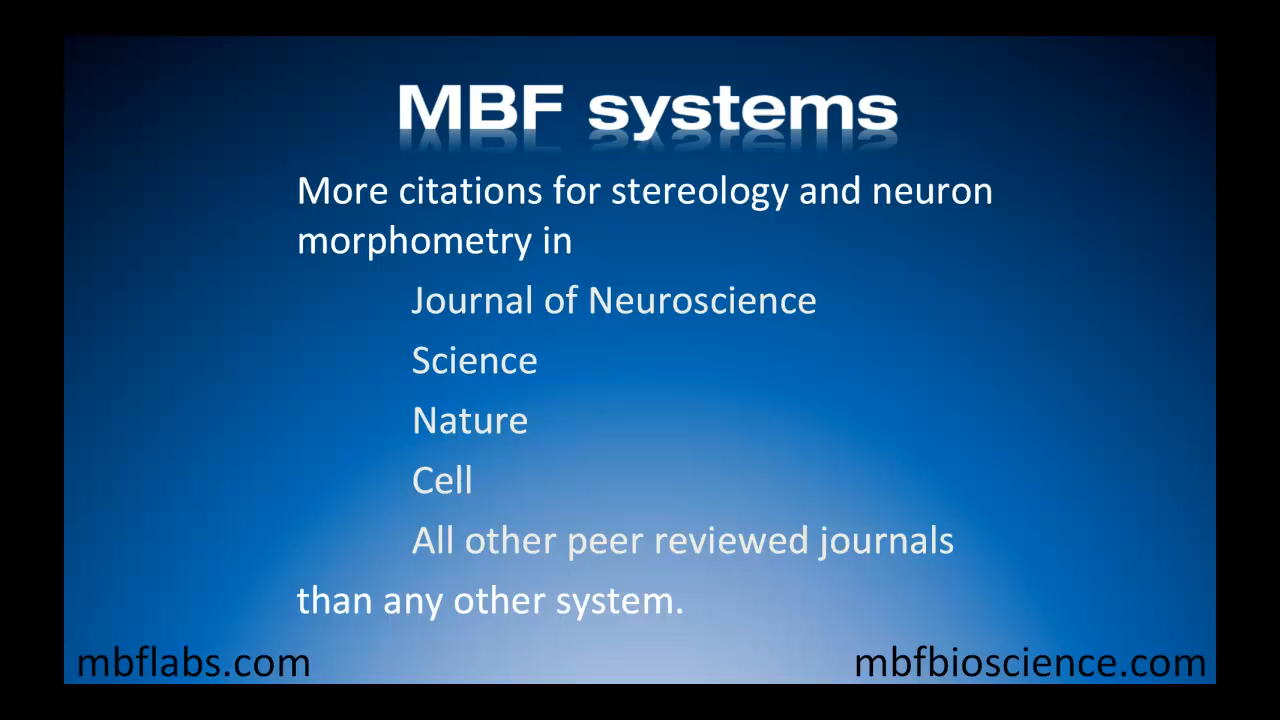 MBF systems
More citations for stereology and neuron
morphometry in
Journal of Neuroscience
Science
Nature
Cell
All other peer reviewed journals
than any other system.
mbflabs.com
mbfbioscience.com